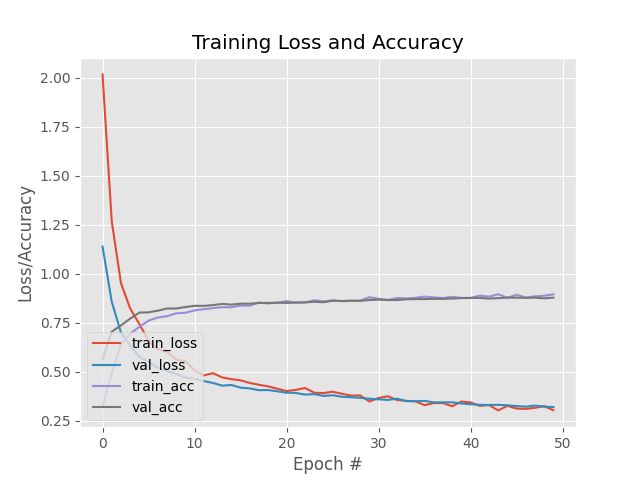 Training Loss and Accuracy
Loss/Accuracy
2.00
1.75
1.50
1.25
1.00
0.75
0.50
0.25
train_loss
val_loss
train_acc
val_acc
0 10 20 30 40 50
Epoch #